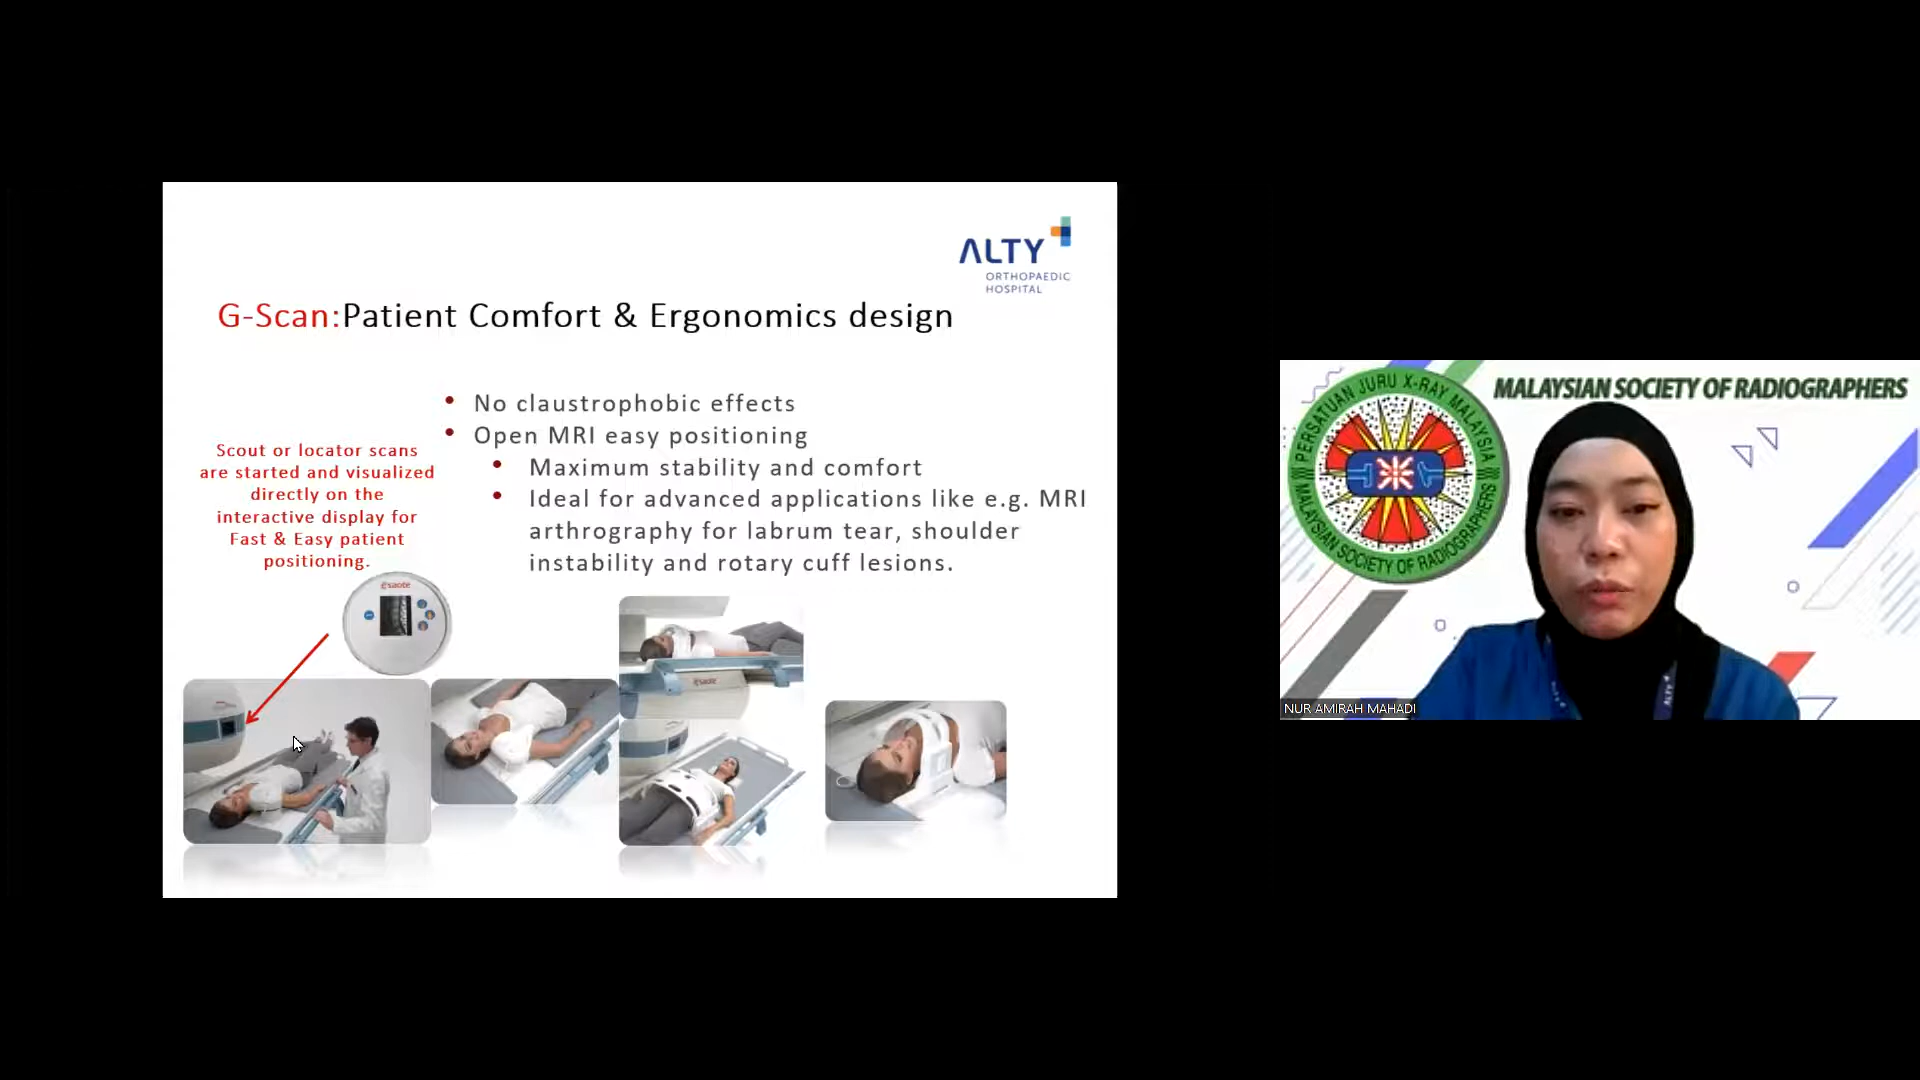 ALTY
ORTHOPAEDIC
HOSPITAL
G-Scan:Patient Comfort & Ergonomics design
• No claustrophobic effects
• Open MRI easy positioning
• Maximum stability and comfort
• Ideal for advanced applications like e.g. MRI
arthrography for labrum tear, shoulder
instability and rotary cuff lesions.
Scout or locator scans
are started and visualized
directly on the
interactive display for
Fast & Easy patient
positioning.
esaote
esaote
PERSATUAN JURU X-RAY MALAYSIA
MALAYSIAN SOCIETY OF RADIOGRAPHERS
MALAYSIAN SOCIETY OF RADIOGRAPHERS
ALTY
NUR AMIRAH MAHADI